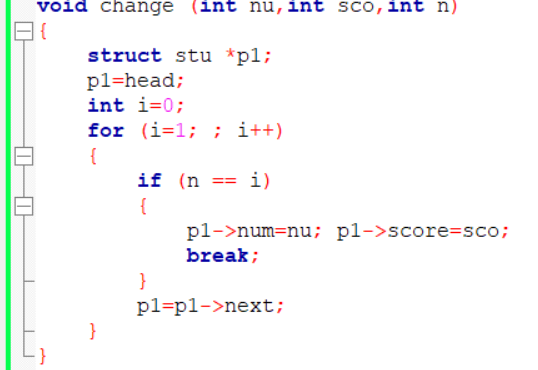 void change (int nu,int sco,int n)
{
struct stu *p1;
p1=head;
int i=0;
for (i=1; ; i++)
{
if (n == i)
{
p1->num=nu; p1->score=sco;
break;
}
p1=p1->next;
}
}